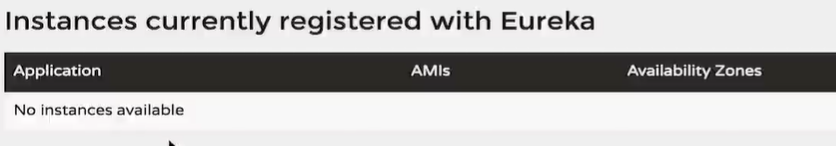 Instances currently registered with Eureka
Application AMIs Availability Zones
No instances available